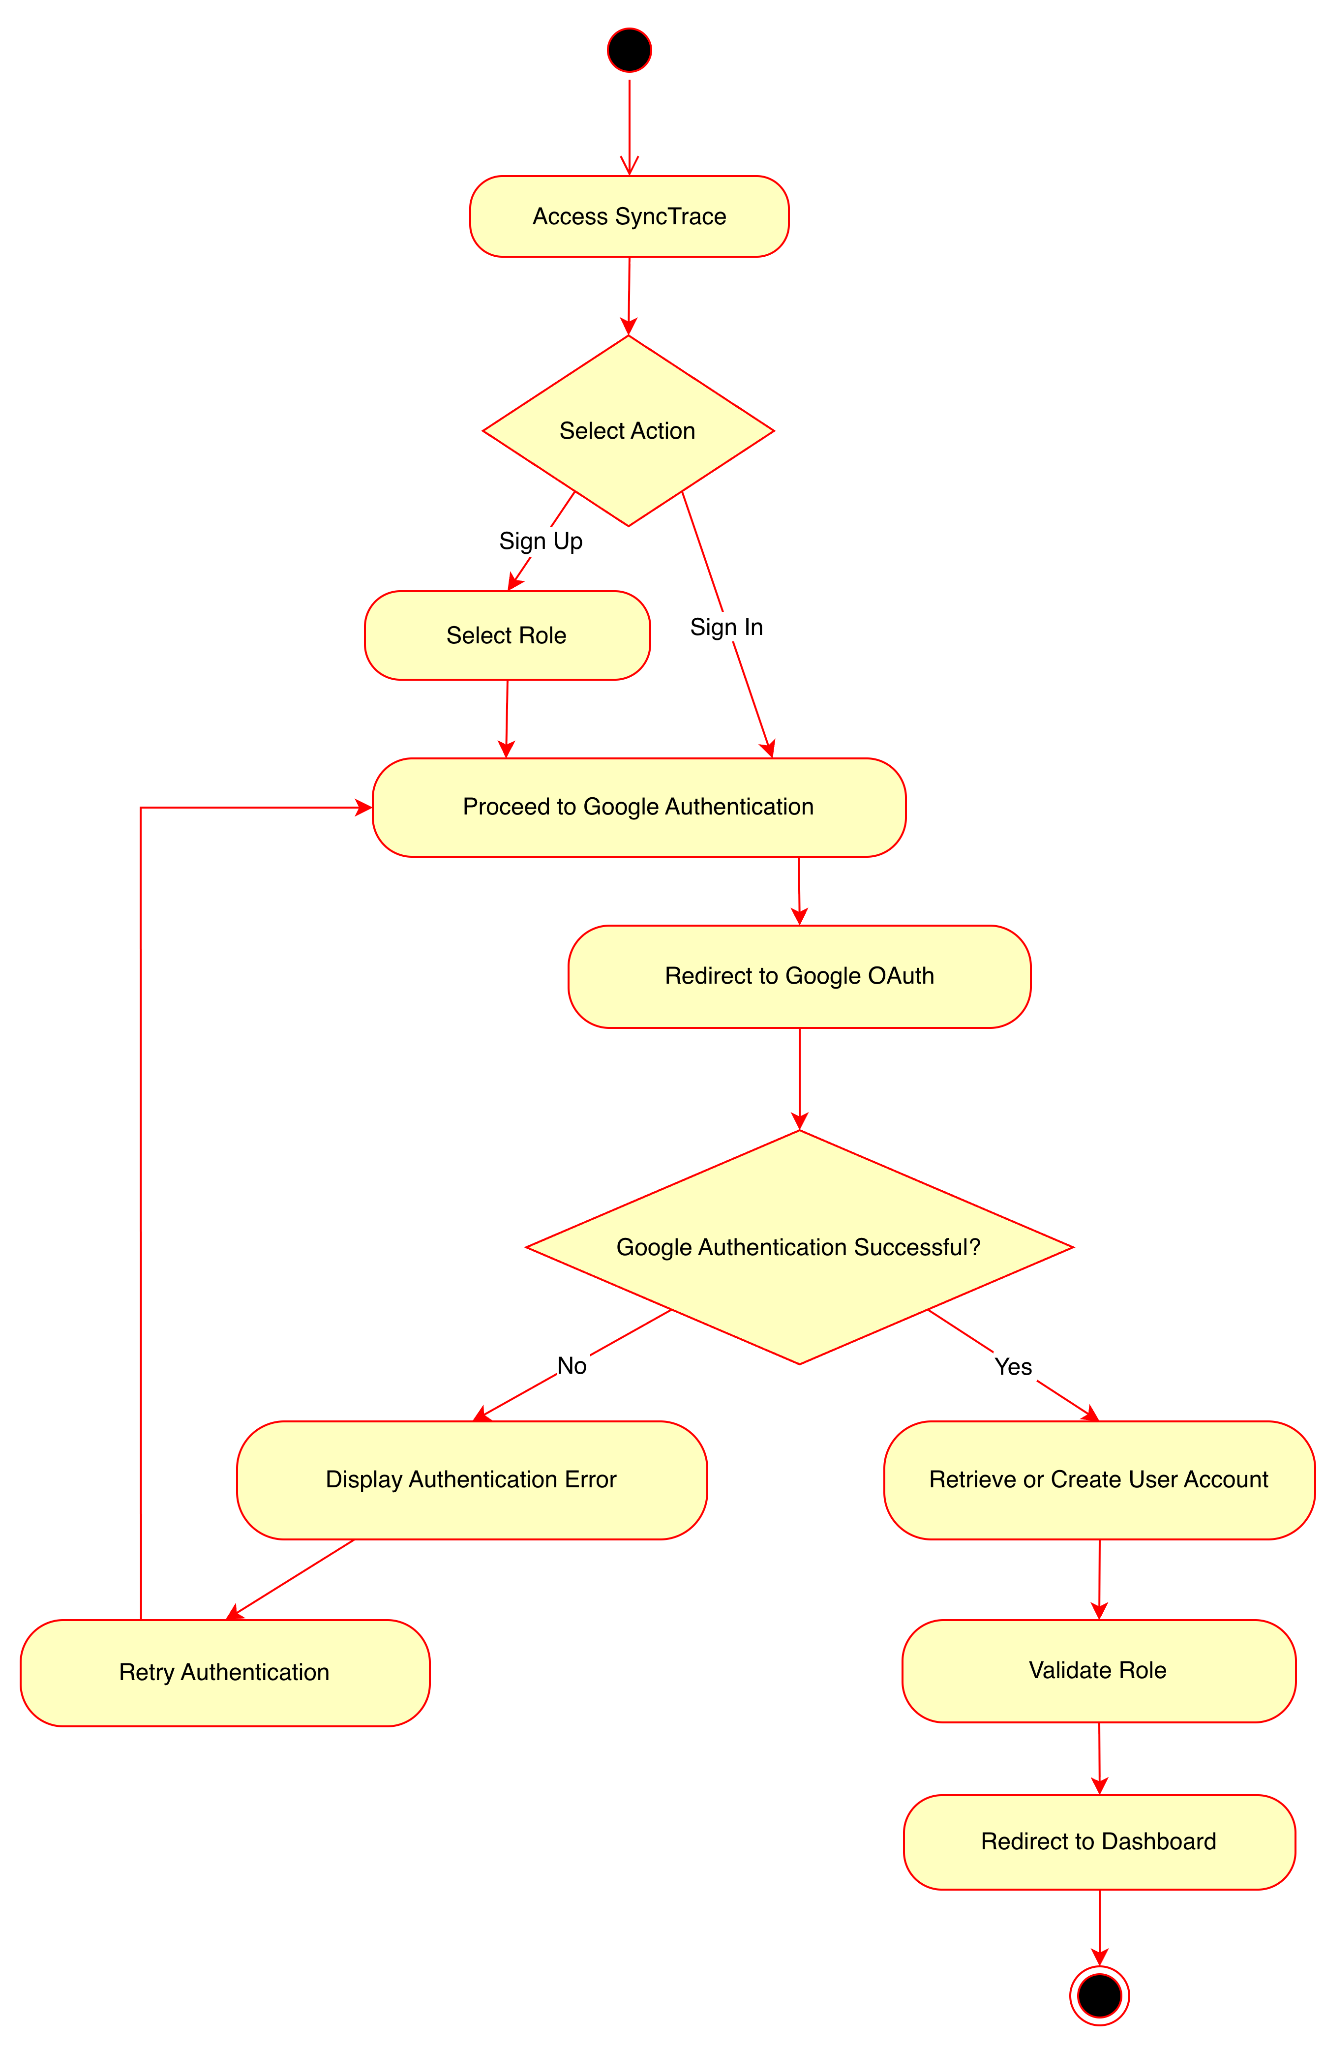 Access SyncTrace
Select Action
Sign Up
Sign In
Select Role
Proceed to Google Authentication
Redirect to Google OAuth
Google Authentication Successful?
No
Yes
Display Authentication Error
Retrieve or Create User Account
Retry Authentication
Validate Role
Redirect to Dashboard